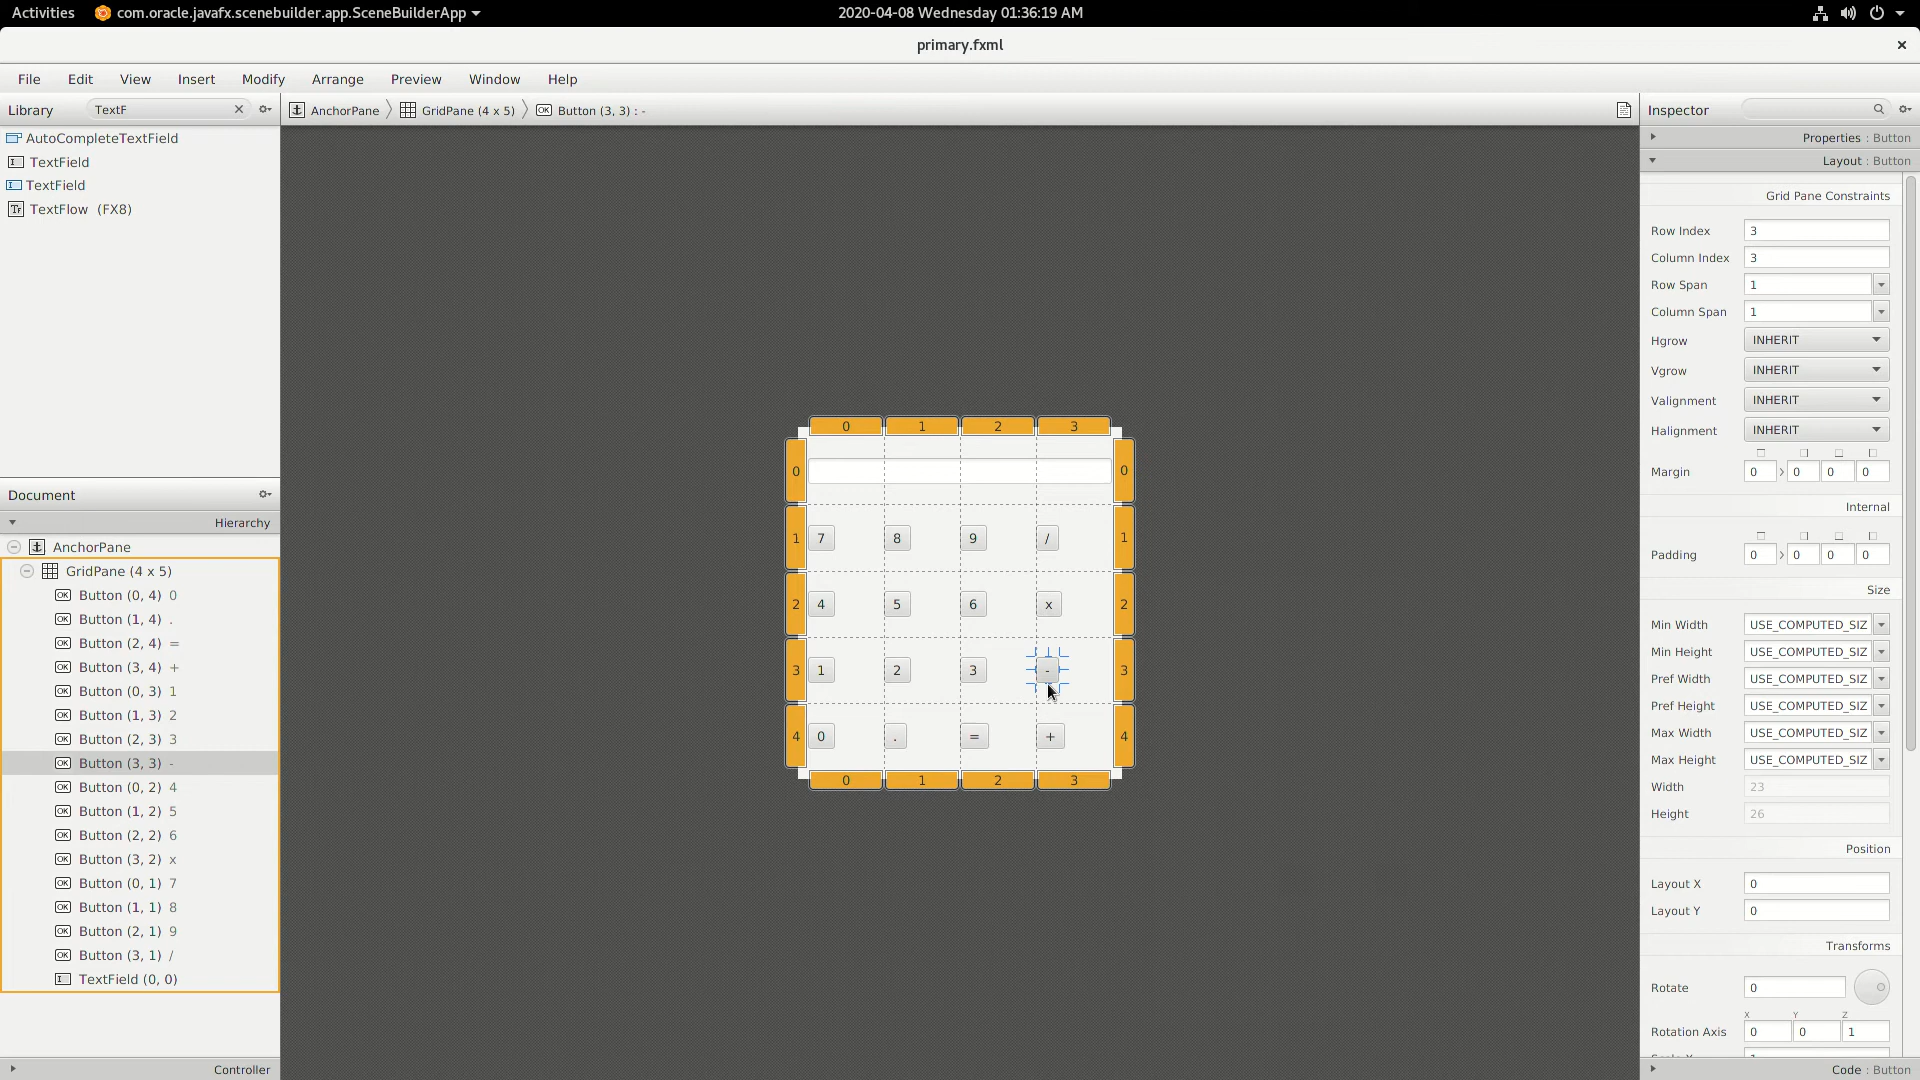 Activities com.oracle.javafx.scenebuilder.app.SceneBuilderApp 2020-04-08 Wednesday 01:36:19 AM
primary.fxml
File Edit View Insert Modify Arrange Preview Window Help
Library TextF
AnchorPane GridPane (4 x 5) Button (3, 3) : -
Inspector
AutoCompleteTextField
TextField
TextField
TextFlow (FX8)
Document
Hierarchy
AnchorPane
GridPane (4 x 5)
Button (0, 4) 0
Button (1, 4) .
Button (2, 4) =
Button (3, 4) +
Button (0, 3) 1
Button (1, 3) 2
Button (2, 3) 3
Button (3, 3) -
Button (0, 2) 4
Button (1, 2) 5
Button (2, 2) 6
Button (3, 2) x
Button (0, 1) 7
Button (1, 1) 8
Button (2, 1) 9
Button (3, 1) /
TextField (0, 0)
Controller
0 1 2 3
0 0
1 7 8 9 / 1
2 4 5 6 x 2
3 1 2 3 - 3
4 0 . = + 4
0 1 2 3
Properties : Button
Layout : Button
Grid Pane Constraints
Row Index 3
Column Index 3
Row Span 1
Column Span 1
Hgrow INHERIT
Vgrow INHERIT
Valignment INHERIT
Halignment INHERIT
Margin 0 0 0 0
Internal
Padding 0 0 0 0
Size
Min Width USE_COMPUTED_SIZ
Min Height USE_COMPUTED_SIZ
Pref Width USE_COMPUTED_SIZ
Pref Height USE_COMPUTED_SIZ
Max Width USE_COMPUTED_SIZ
Max Height USE_COMPUTED_SIZ
Width 23
Height 26
Position
Layout X 0
Layout Y 0
Transforms
Rotate 0
X Y Z
Rotation Axis 0 0 1
Code : Button